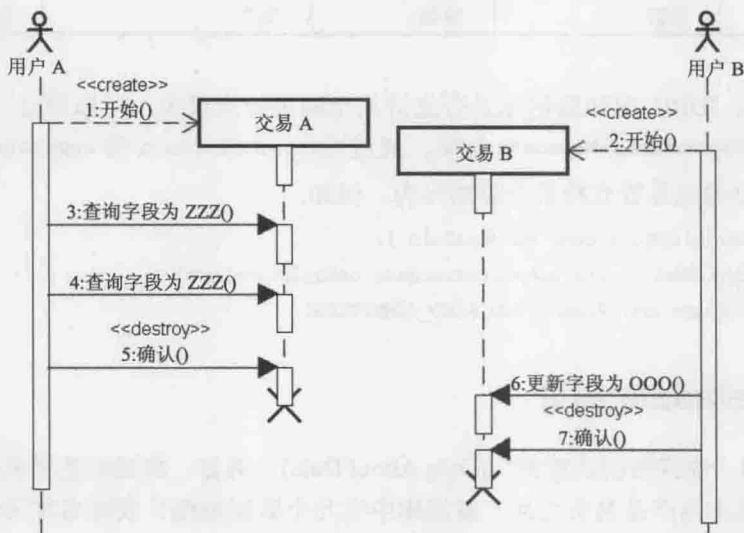 用户 A
用户 B
<<create>>
1:开始()
交易 A
<<create>>
2:开始()
交易 B
3:查询字段为 ZZZ()
4:查询字段为 ZZZ()
<<destroy>>
5:确认()
6:更新字段为 OOO()
<<destroy>>
7:确认()